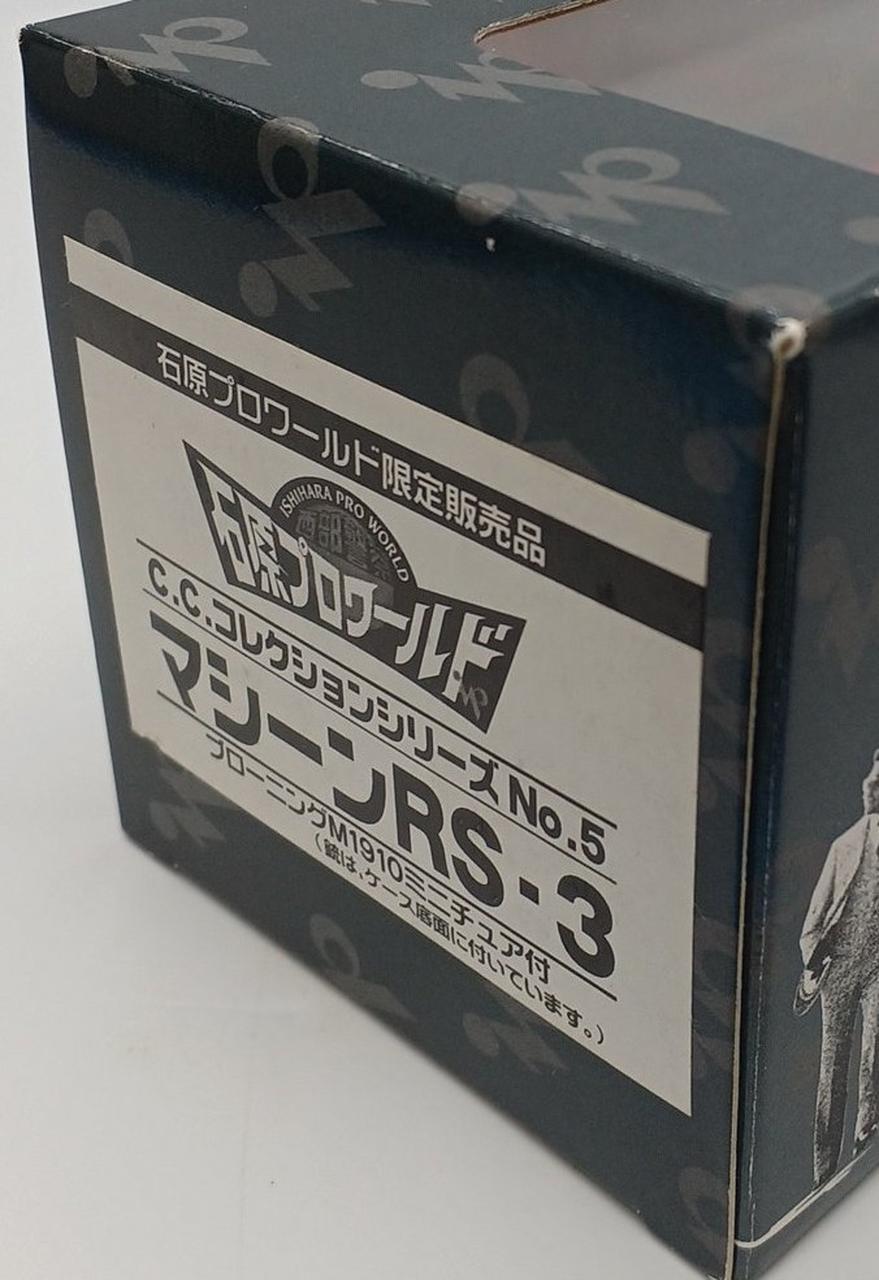 石原プロワールド限定販売品
ISHIHARA PRO WORLD
西部警察
石原プロワールド
C.C.コレクションシリーズ No.5
マシーンRS・3
ブローニングM1910ミニチュア付
(銃は、ケース底面に付いています。)